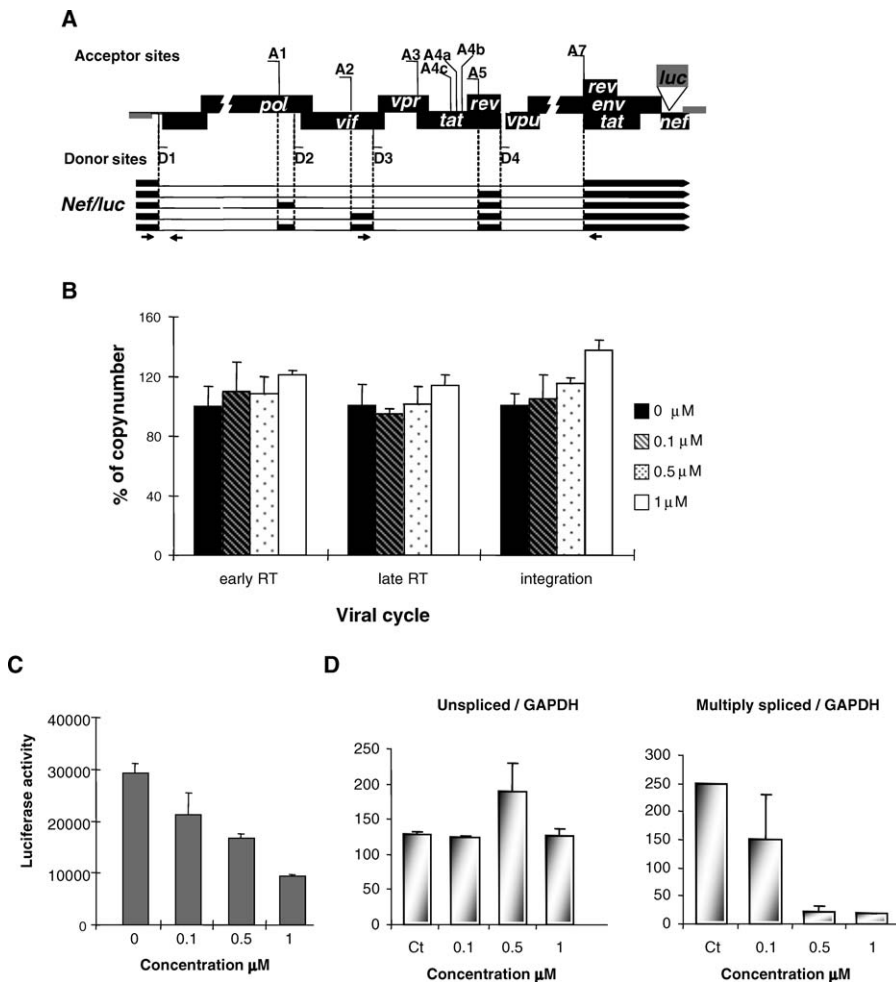 A
Acceptor sites
A1
A2
A3
A4a
A4b
A4c
A5
A7
luc
pol
vif
vpr
tat
rev
vpu
rev
env
tat
nef
Donor sites
D1
D2
D3
D4
Nef/luc
B
% of copynumber
160
120
80
40
0
early RT
late RT
integration
Viral cycle
0 µM
0.1 µM
0.5 µM
1 µM
C
Luciferase activity
40000
30000
20000
10000
0
0 0.1 0.5 1
Concentration µM
D
Unspliced / GAPDH
250
200
150
100
50
0
Ct 0.1 0.5 1
Concentration µM
Multiply spliced / GAPDH
300
250
200
150
100
50
0
Ct 0.1 0.5 1
Concentration µM